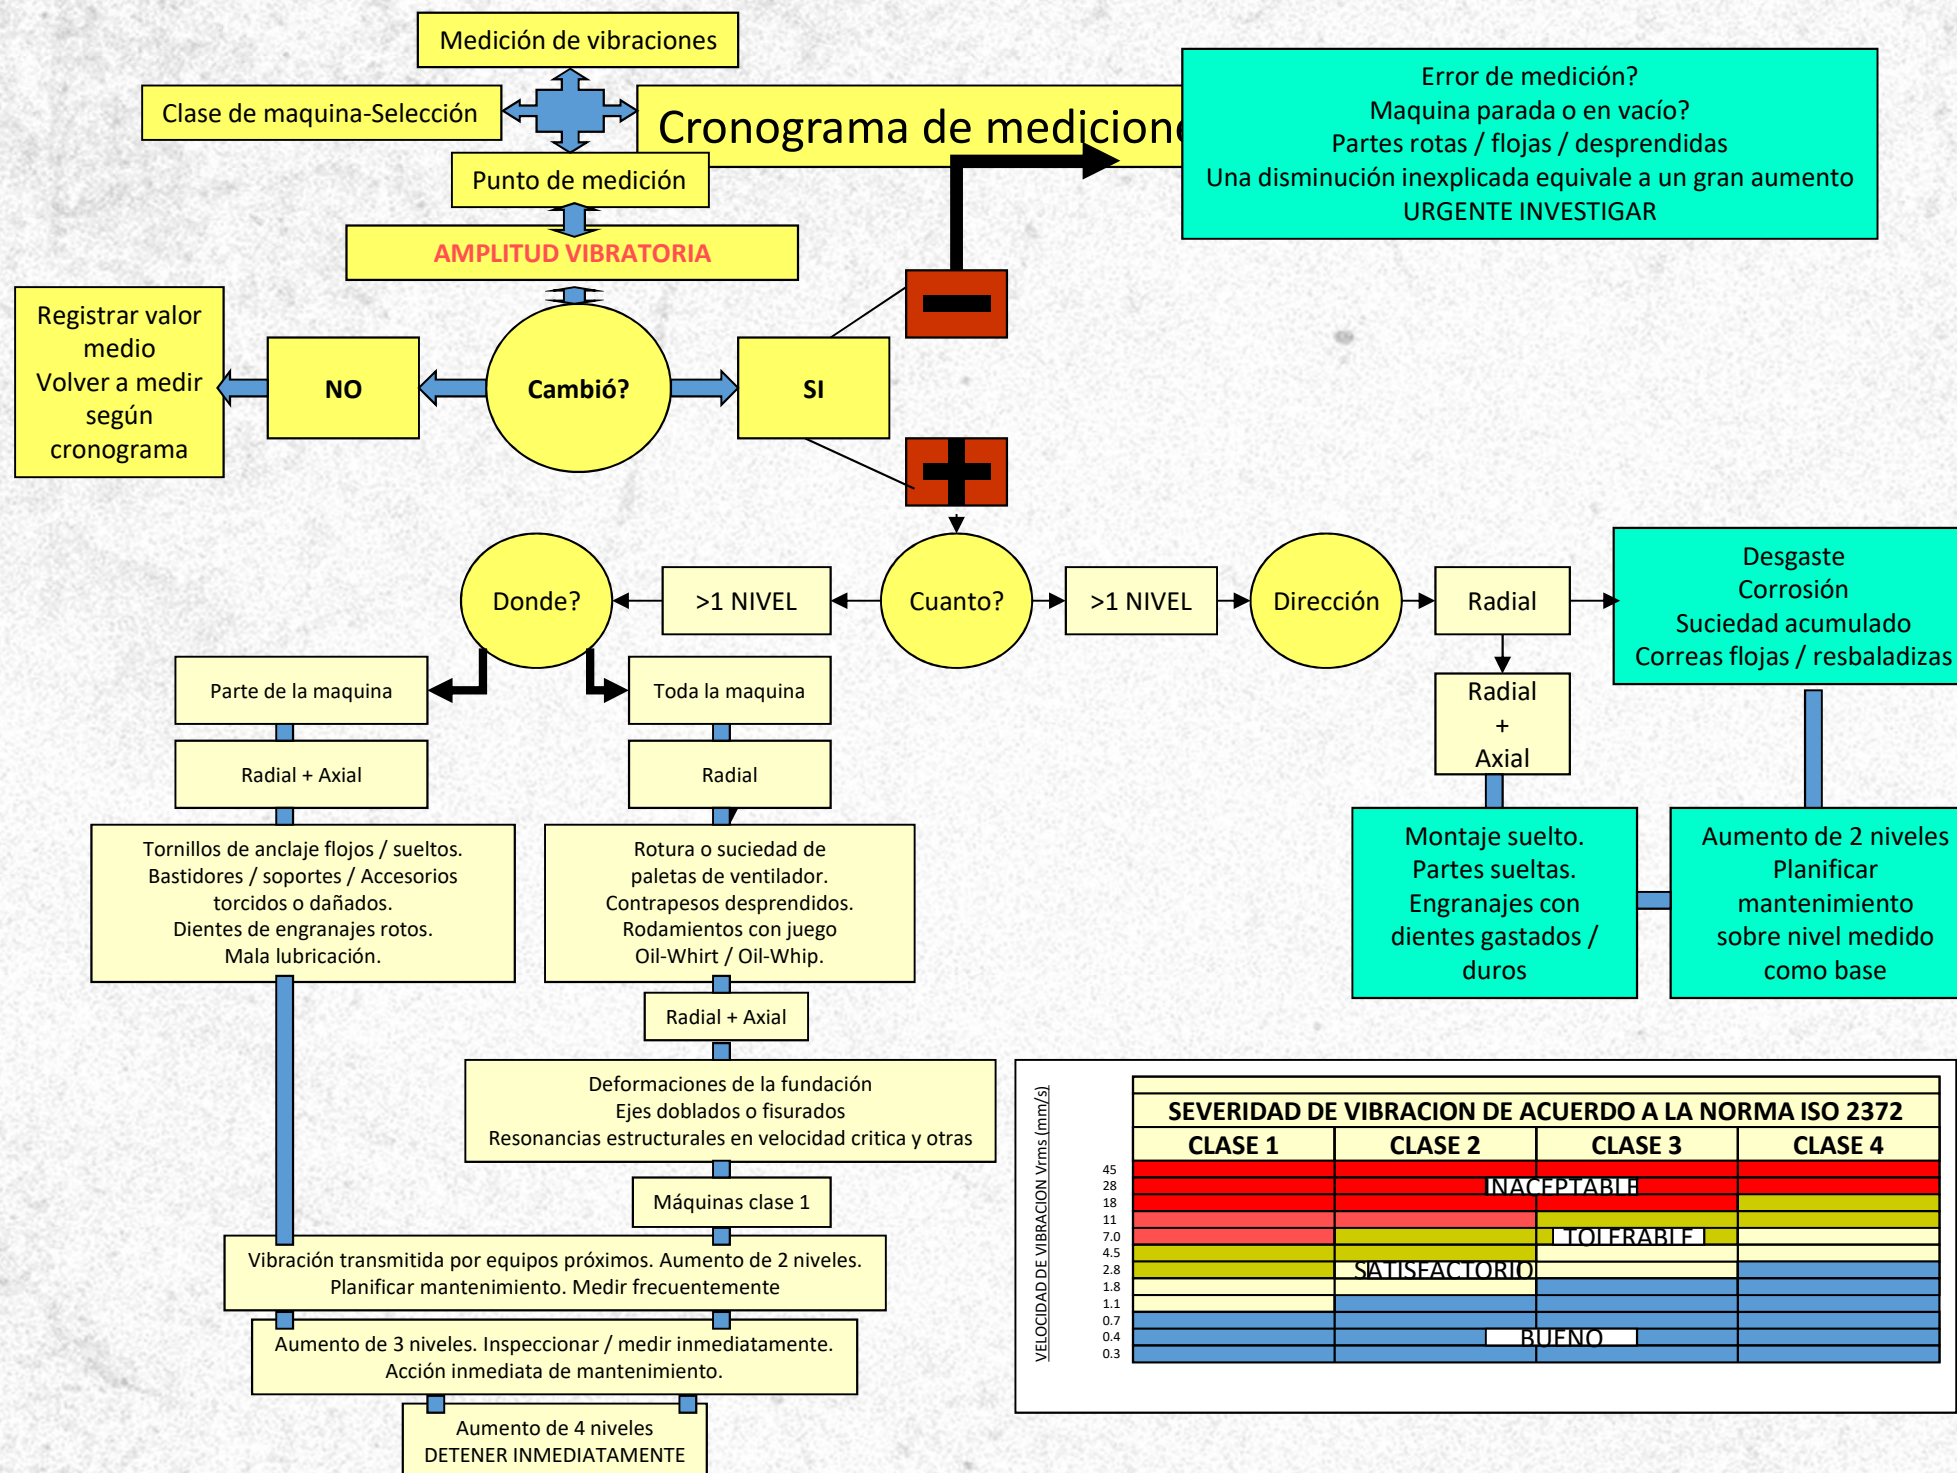 Medición de vibraciones
Clase de maquina-Selección
Cronograma de medicione
Punto de medición
AMPLITUD VIBRATORIA
Error de medición?
Maquina parada o en vacío?
Partes rotas / flojas / desprendidas
Una disminución inexplicada equivale a un gran aumento
URGENTE INVESTIGAR
Registrar valor
medio
Volver a medir
según
cronograma
NO
Cambió?
SI
Donde?
>1 NIVEL
Cuanto?
>1 NIVEL
Dirección
Radial
Desgaste
Corrosión
Suciedad acumulado
Correas flojas / resbaladizas
Parte de la maquina
Toda la maquina
Radial
+
Axial
Radial + Axial
Radial
Tornillos de anclaje flojos / sueltos.
Bastidores / soportes / Accesorios
torcidos o dañados.
Dientes de engranajes rotos.
Mala lubricación.
Rotura o suciedad de
paletas de ventilador.
Contrapesos desprendidos.
Rodamientos con juego
Oil-Whirt / Oil-Whip.
Montaje suelto.
Partes sueltas.
Engranajes con
dientes gastados /
duros
Aumento de 2 niveles
Planificar
mantenimiento
sobre nivel medido
como base
Radial + Axial
Deformaciones de la fundación
Ejes doblados o fisurados
Resonancias estructurales en velocidad critica y otras
Máquinas clase 1
Vibración transmitida por equipos próximos. Aumento de 2 niveles.
Planificar mantenimiento. Medir frecuentemente
Aumento de 3 niveles. Inspeccionar / medir inmediatamente.
Acción inmediata de mantenimiento.
Aumento de 4 niveles
DETENER INMEDIATAMENTE
VELOCIDAD DE VIBRACION Vrms (mm/s)
SEVERIDAD DE VIBRACION DE ACUERDO A LA NORMA ISO 2372
CLASE 1 CLASE 2 CLASE 3 CLASE 4
45
28 INACEPTABLE
18
11
7.0 TOLERABLE
4.5
2.8 SATISFACTORIO
1.8
1.1
0.7
0.4 BUENO
0.3